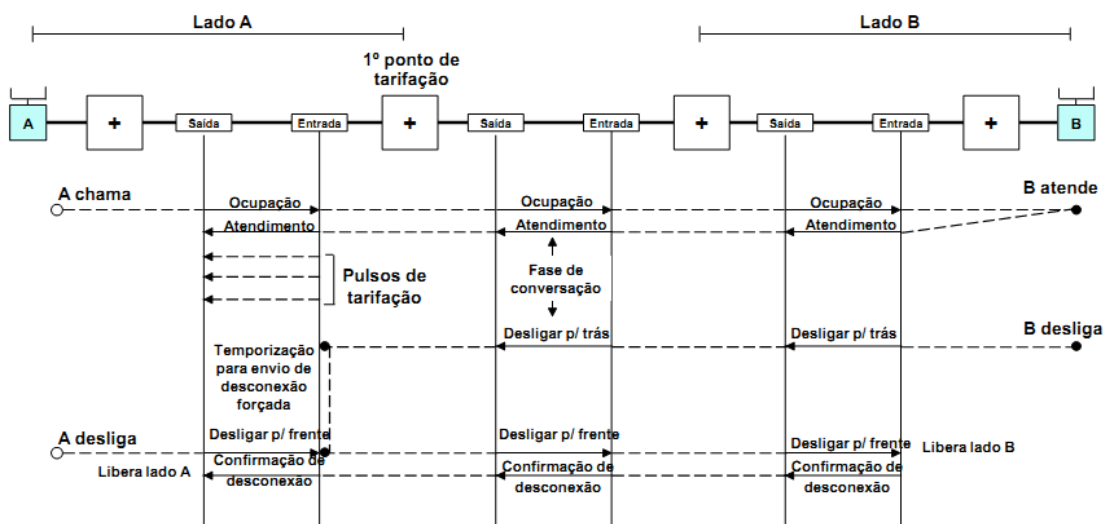 Lado A
Lado B
1º ponto de
tarifação
A
+
Saída
Entrada
+
Saída
Entrada
+
Saída
Entrada
+
B
A chama
B atende
Ocupação
Ocupação
Ocupação
Atendimento
Atendimento
Atendimento
Pulsos de
tarifação
Fase de
conversação
Desligar p/ trás
Desligar p/ trás
B desliga
Temporização
para envio de
desconexão
forçada
A desliga
Desligar p/ frente
Desligar p/ frente
Desligar p/ frente
Libera lado B
Libera lado A
Confirmação de
desconexão
Confirmação de
desconexão
Confirmação de
desconexão